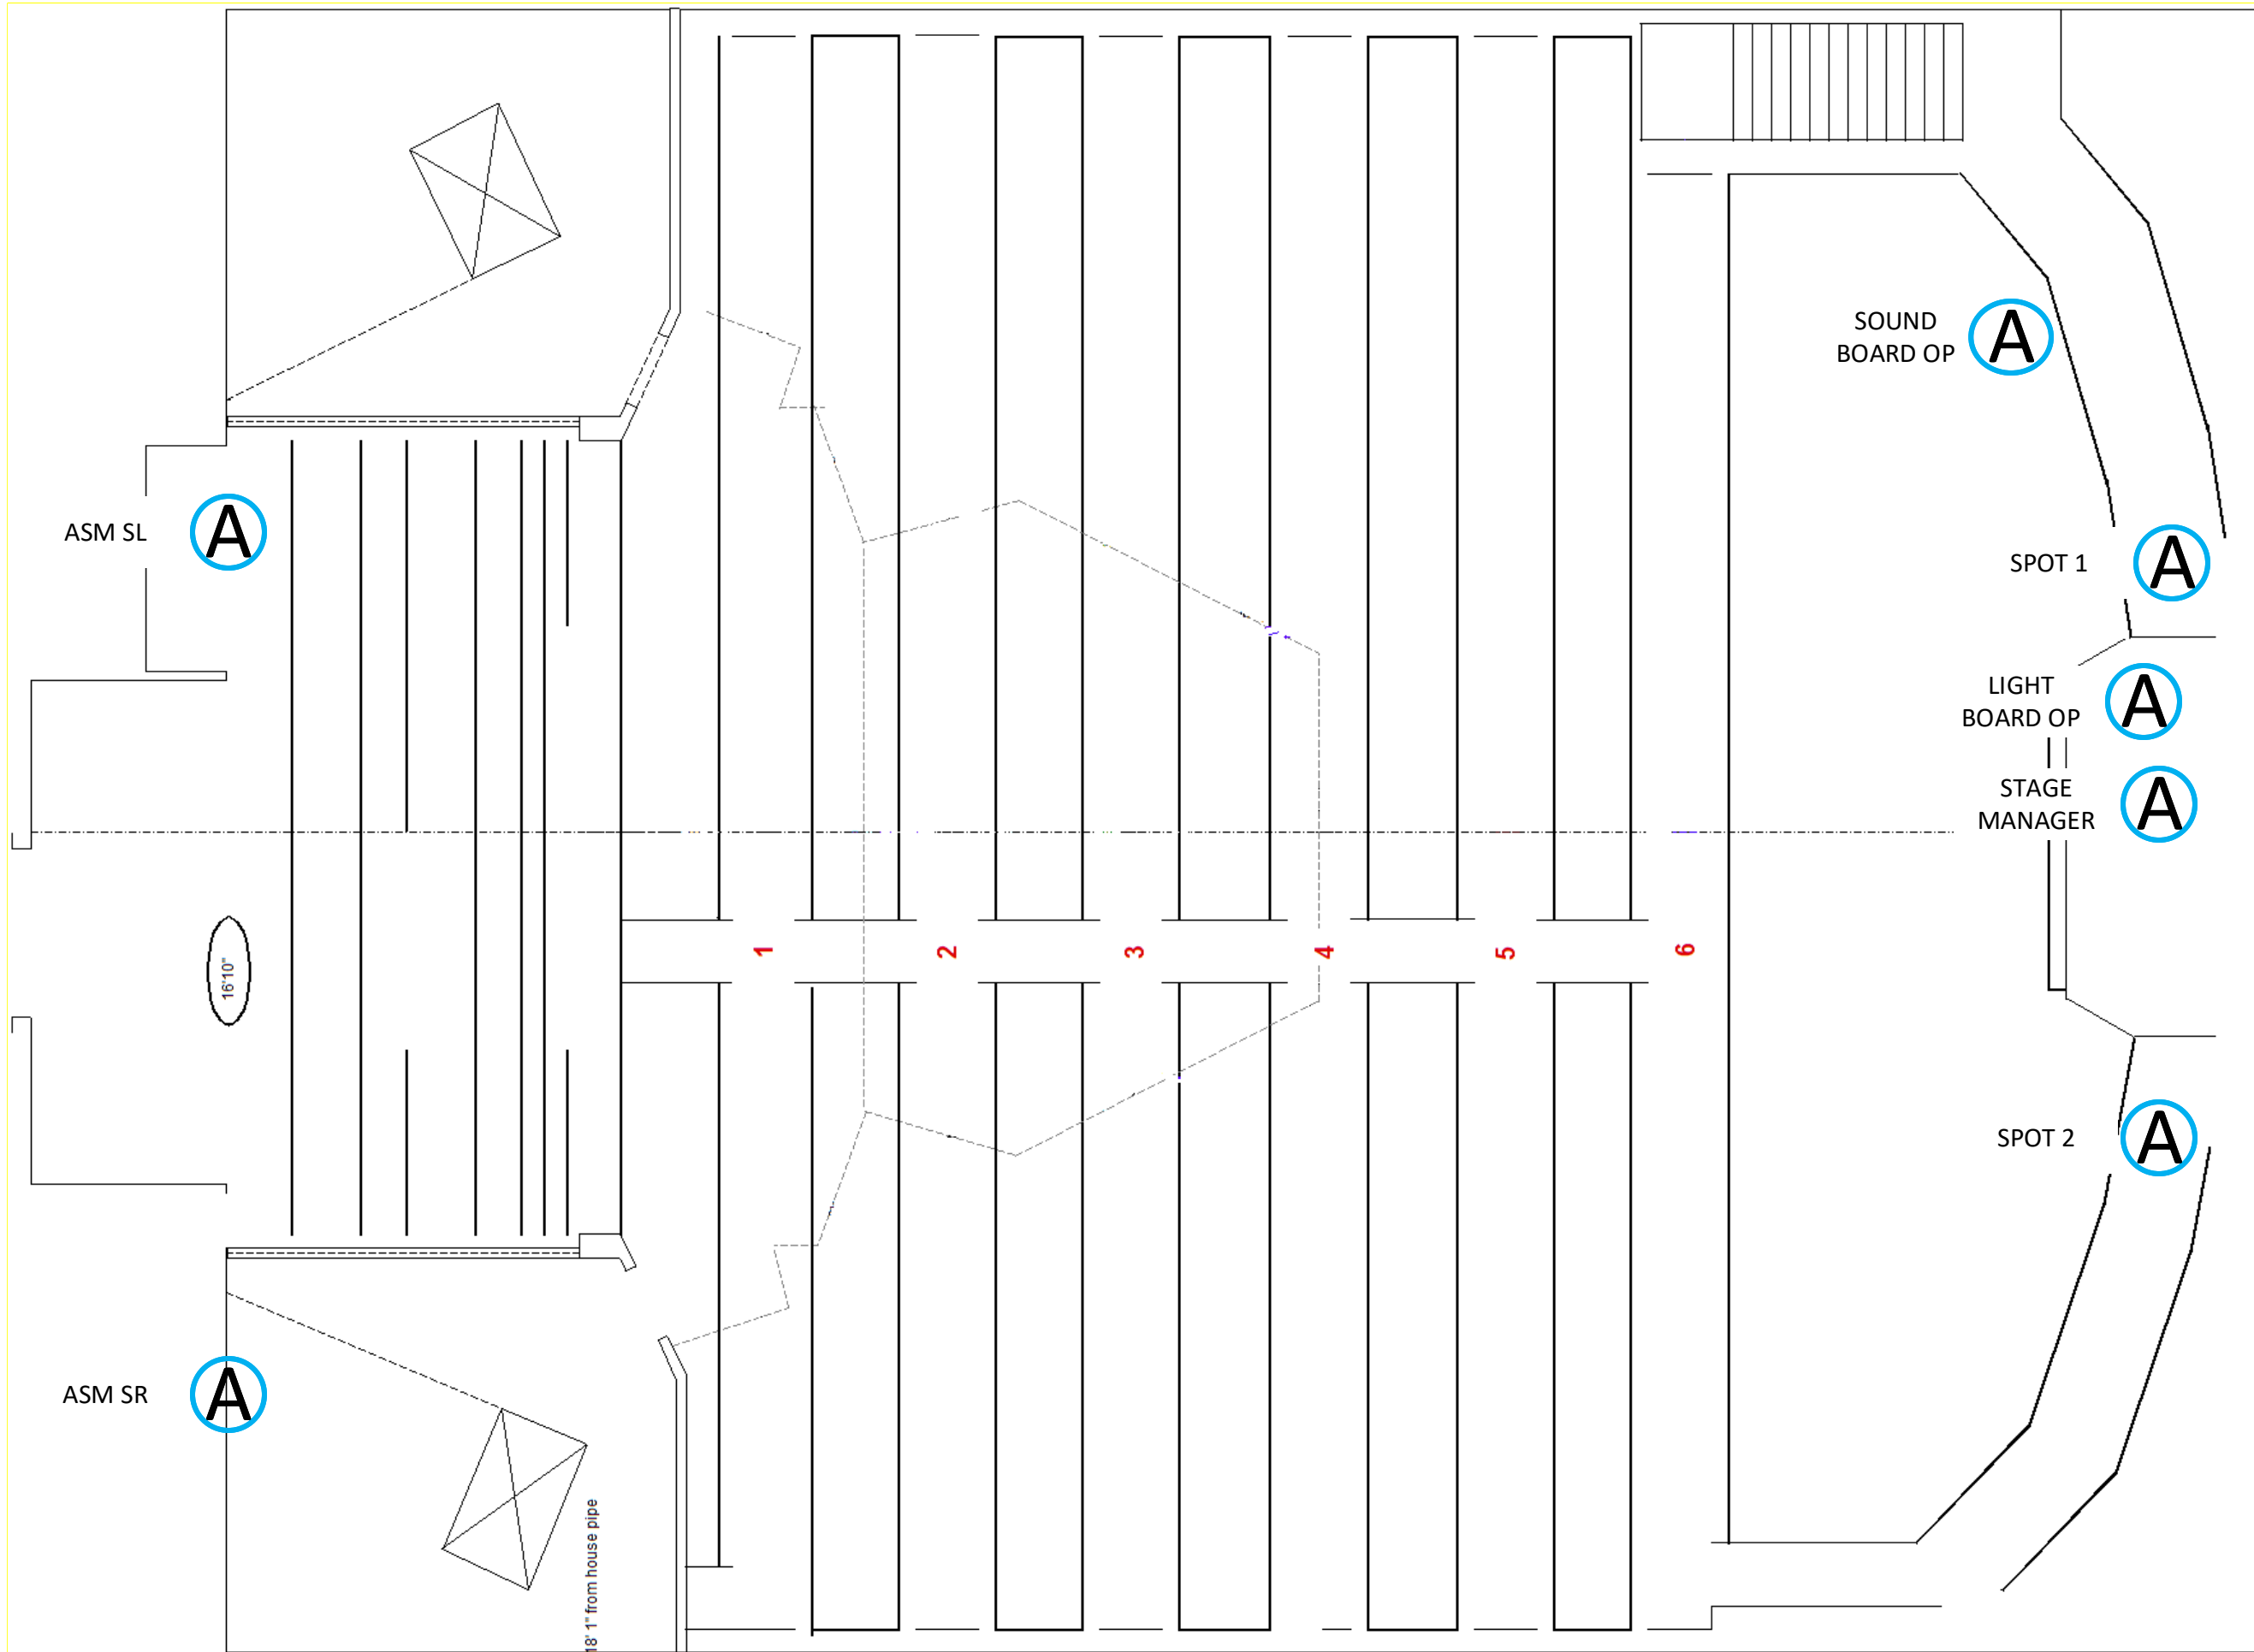 SOUND
BOARD OP
A
ASM SL
A
SPOT 1
A
LIGHT
BOARD OP
A
STAGE
MANAGER
A
1
2
3
4
5
6
16'10"
SPOT 2
A
ASM SR
A
18' 1" from house pipe